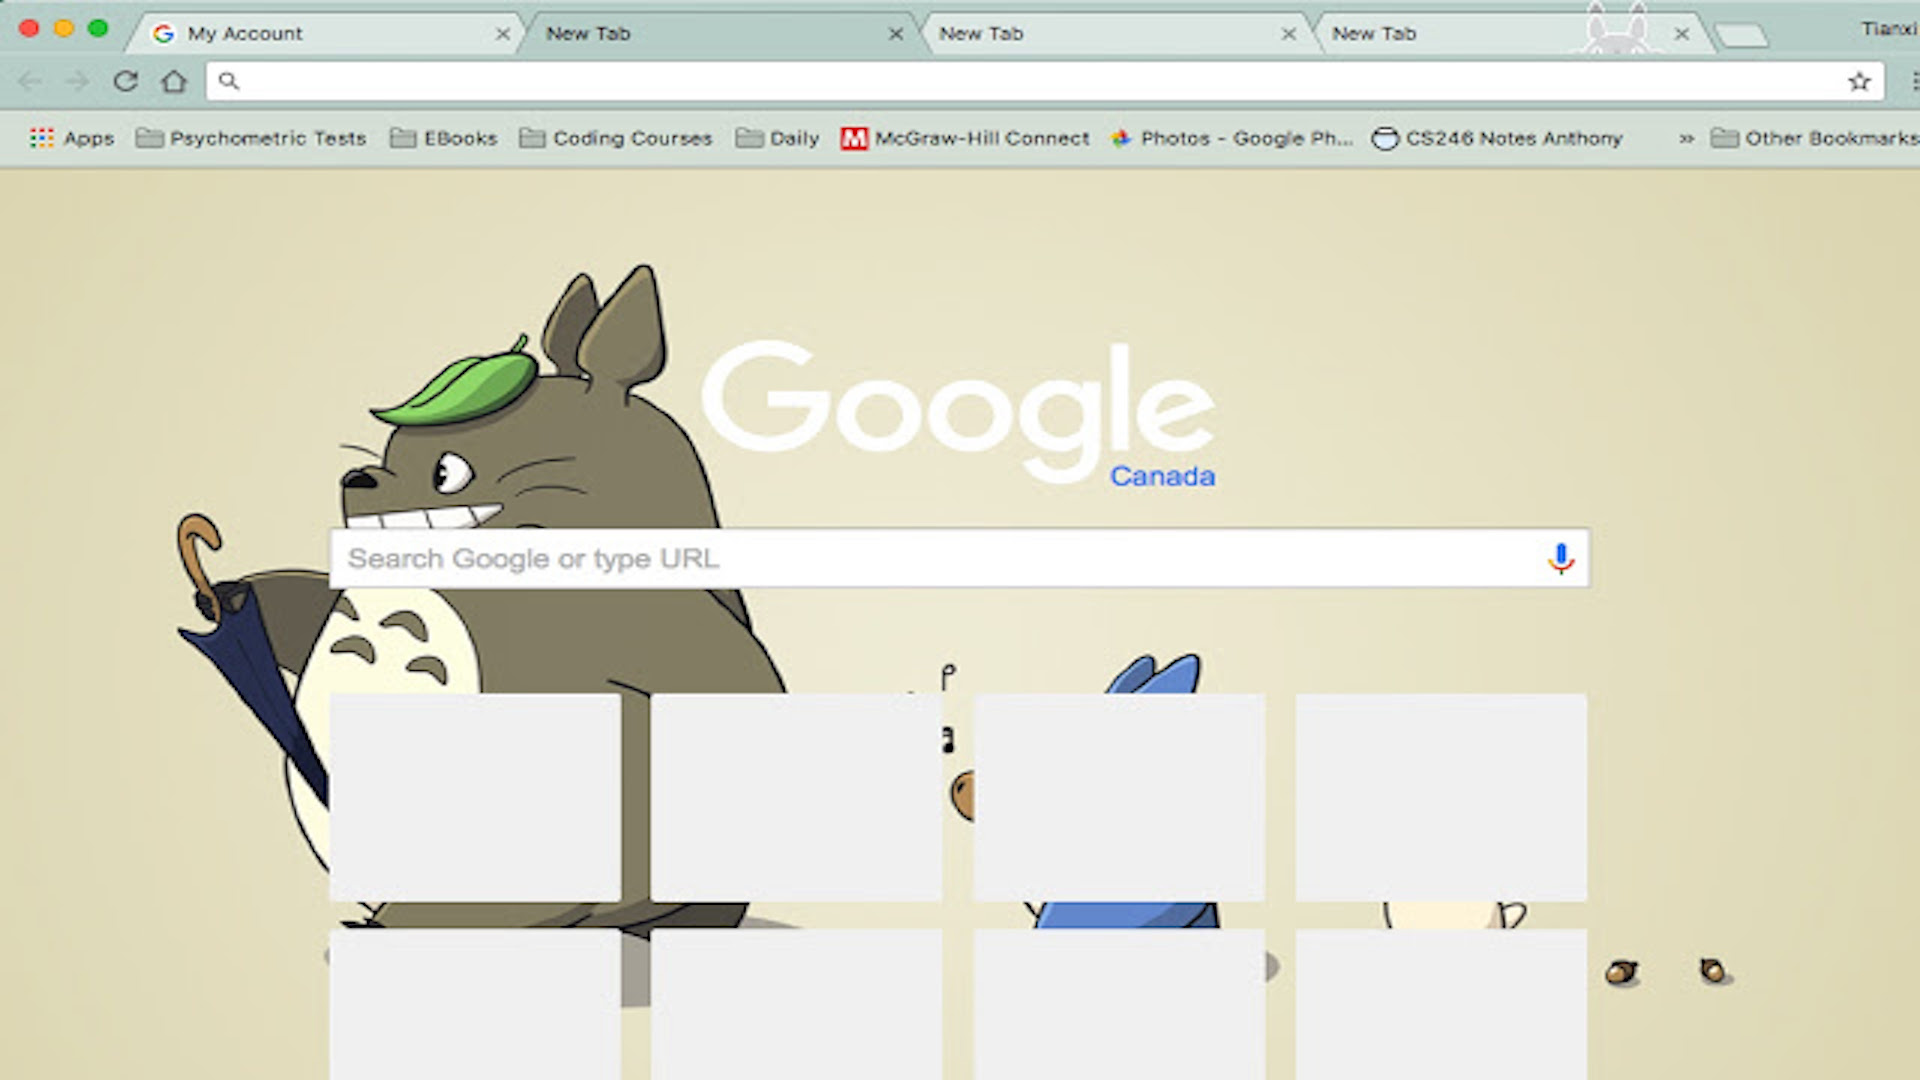 My Account New Tab New Tab New Tab Tianxi
Apps Psychometric Tests EBooks Coding Courses Daily McGraw-Hill Connect Photos - Google Ph... CS246 Notes Anthony » Other Bookmarks
Google
Canada
Search Google or type URL